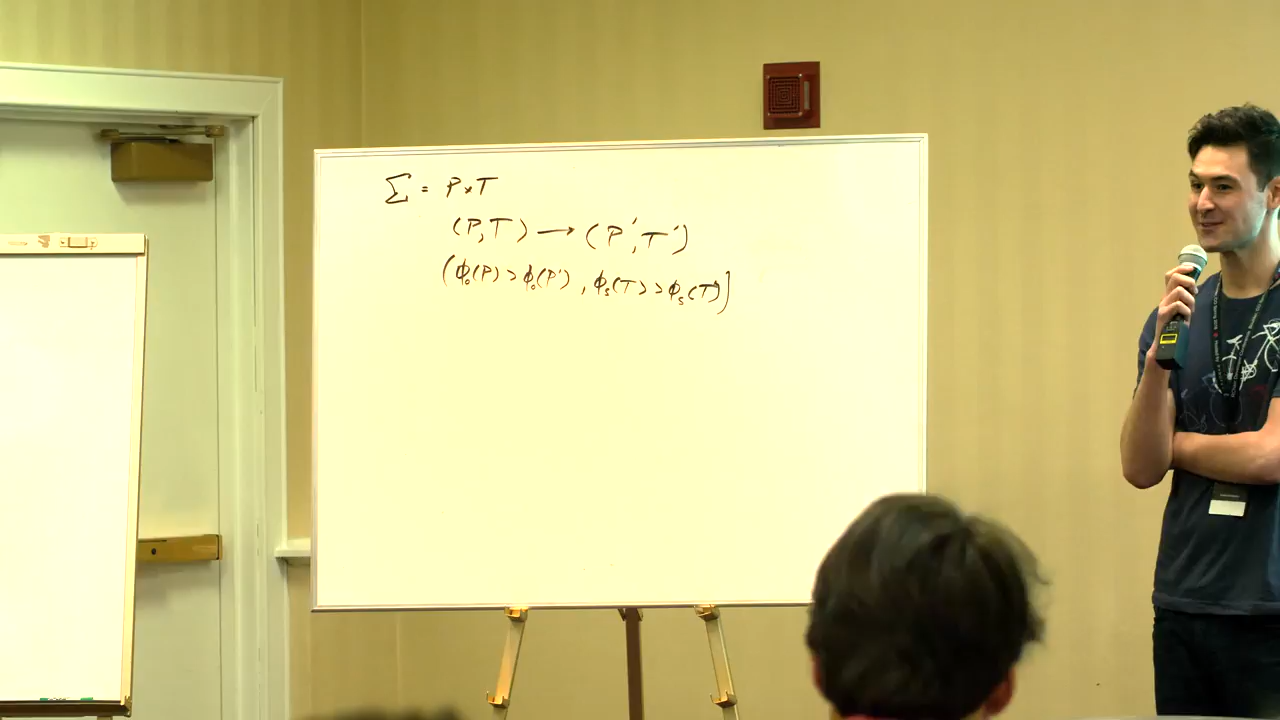 Σ = P×T
(P,T) → (P',T')
(ϕ₀(P) > ϕ₀(P') , ϕₛ(T) > ϕₛ(T')]